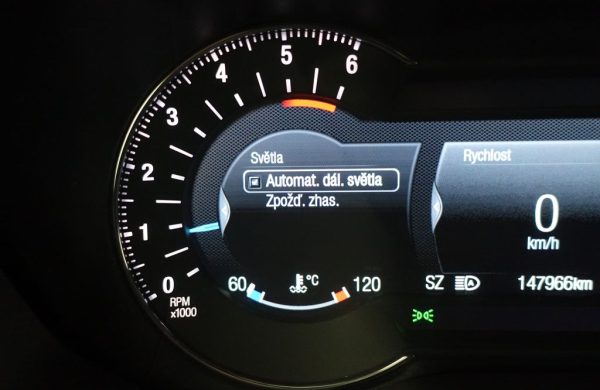 6
5
4
3
2
1
0
RPM
x1000
Světla
Automat. dál. světla
Zpožď. zhas.
60
°C
120
Rychlost
0
km/h
SZ
A
147966km